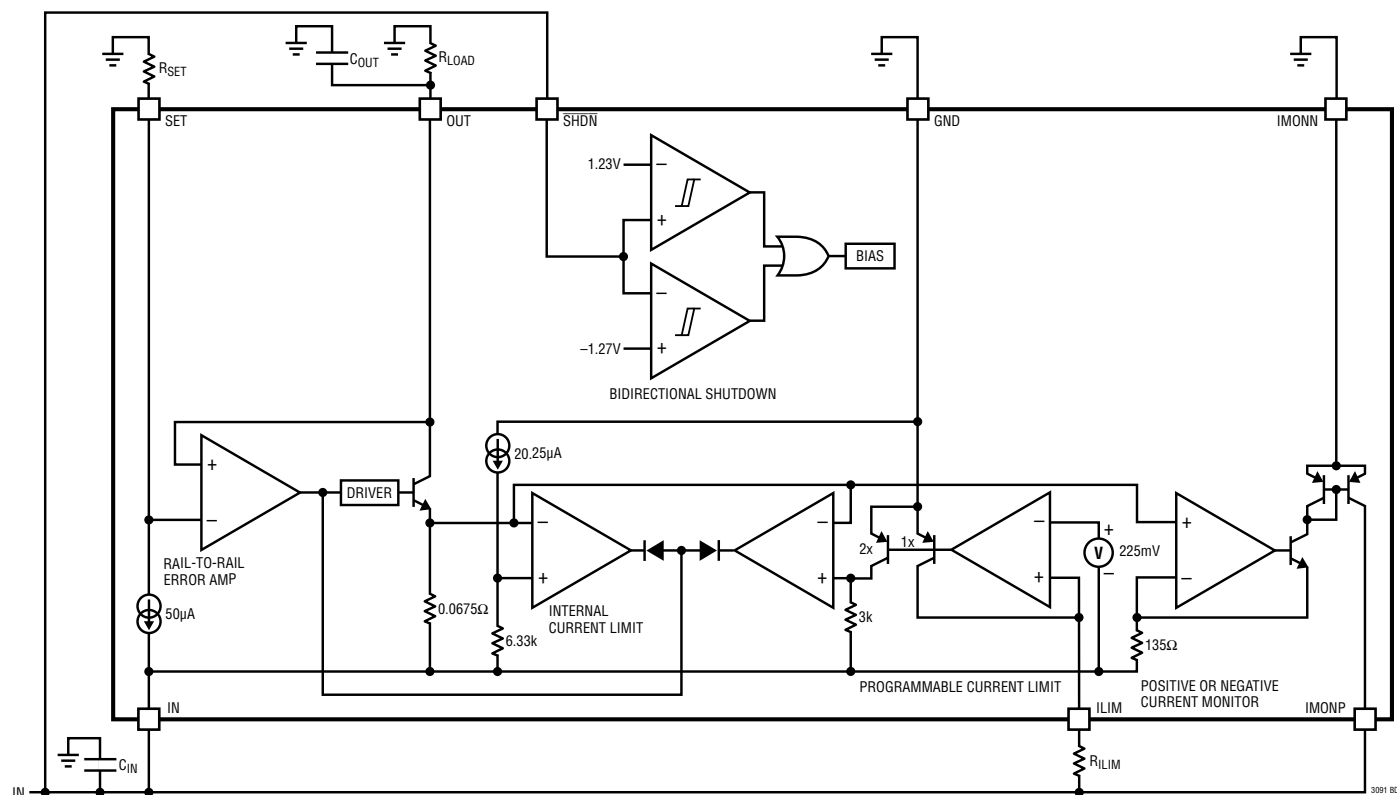 RSET
COUT
RLOAD
SET
OUT
SHDN
GND
IMONN
1.23V
–
+
–
–1.27V
+
BIAS
BIDIRECTIONAL SHUTDOWN
+
–
DRIVER
20.25µA
RAIL-TO-RAIL
ERROR AMP
50µA
0.0675Ω
6.33k
–
+
INTERNAL
CURRENT LIMIT
–
+
3k
2x
1x
–
+
+
V
–
225mV
+
–
135Ω
PROGRAMMABLE CURRENT LIMIT
POSITIVE OR NEGATIVE
CURRENT MONITOR
IN
ILIM
IMONP
CIN
RILIM
IN